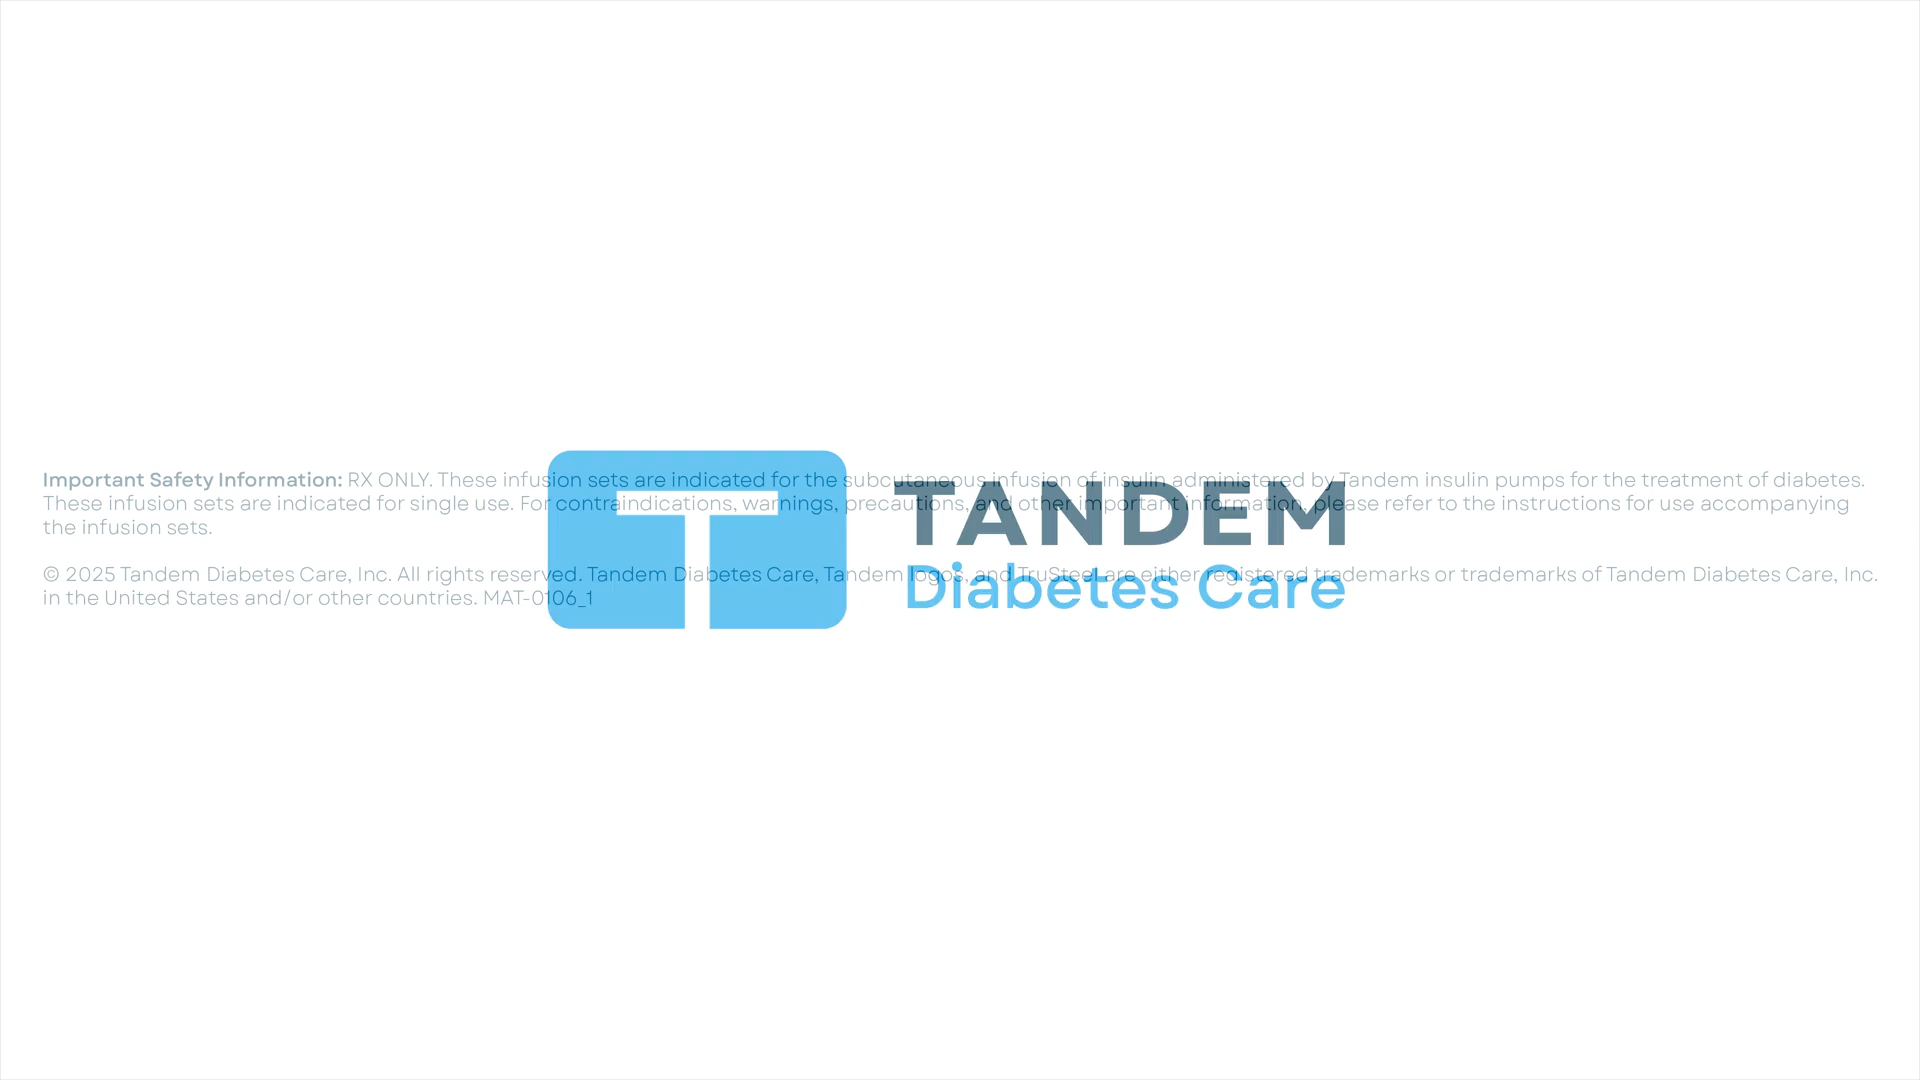 Important Safety Information: RX ONLY. These infusion sets are indicated for the subcutaneous infusion of insulin administered by Tandem insulin pumps for the treatment of diabetes.
These infusion sets are indicated for single use. For contraindications, warnings, precautions, and other important information, please refer to the instructions for use accompanying
the infusion sets.
© 2025 Tandem Diabetes Care, Inc. All rights reserved. Tandem Diabetes Care, Tandem logos, and TruSteel are either registered trademarks or trademarks of Tandem Diabetes Care, Inc.
in the United States and/or other countries. MAT-0106_1
T
TANDEM
Diabetes Care